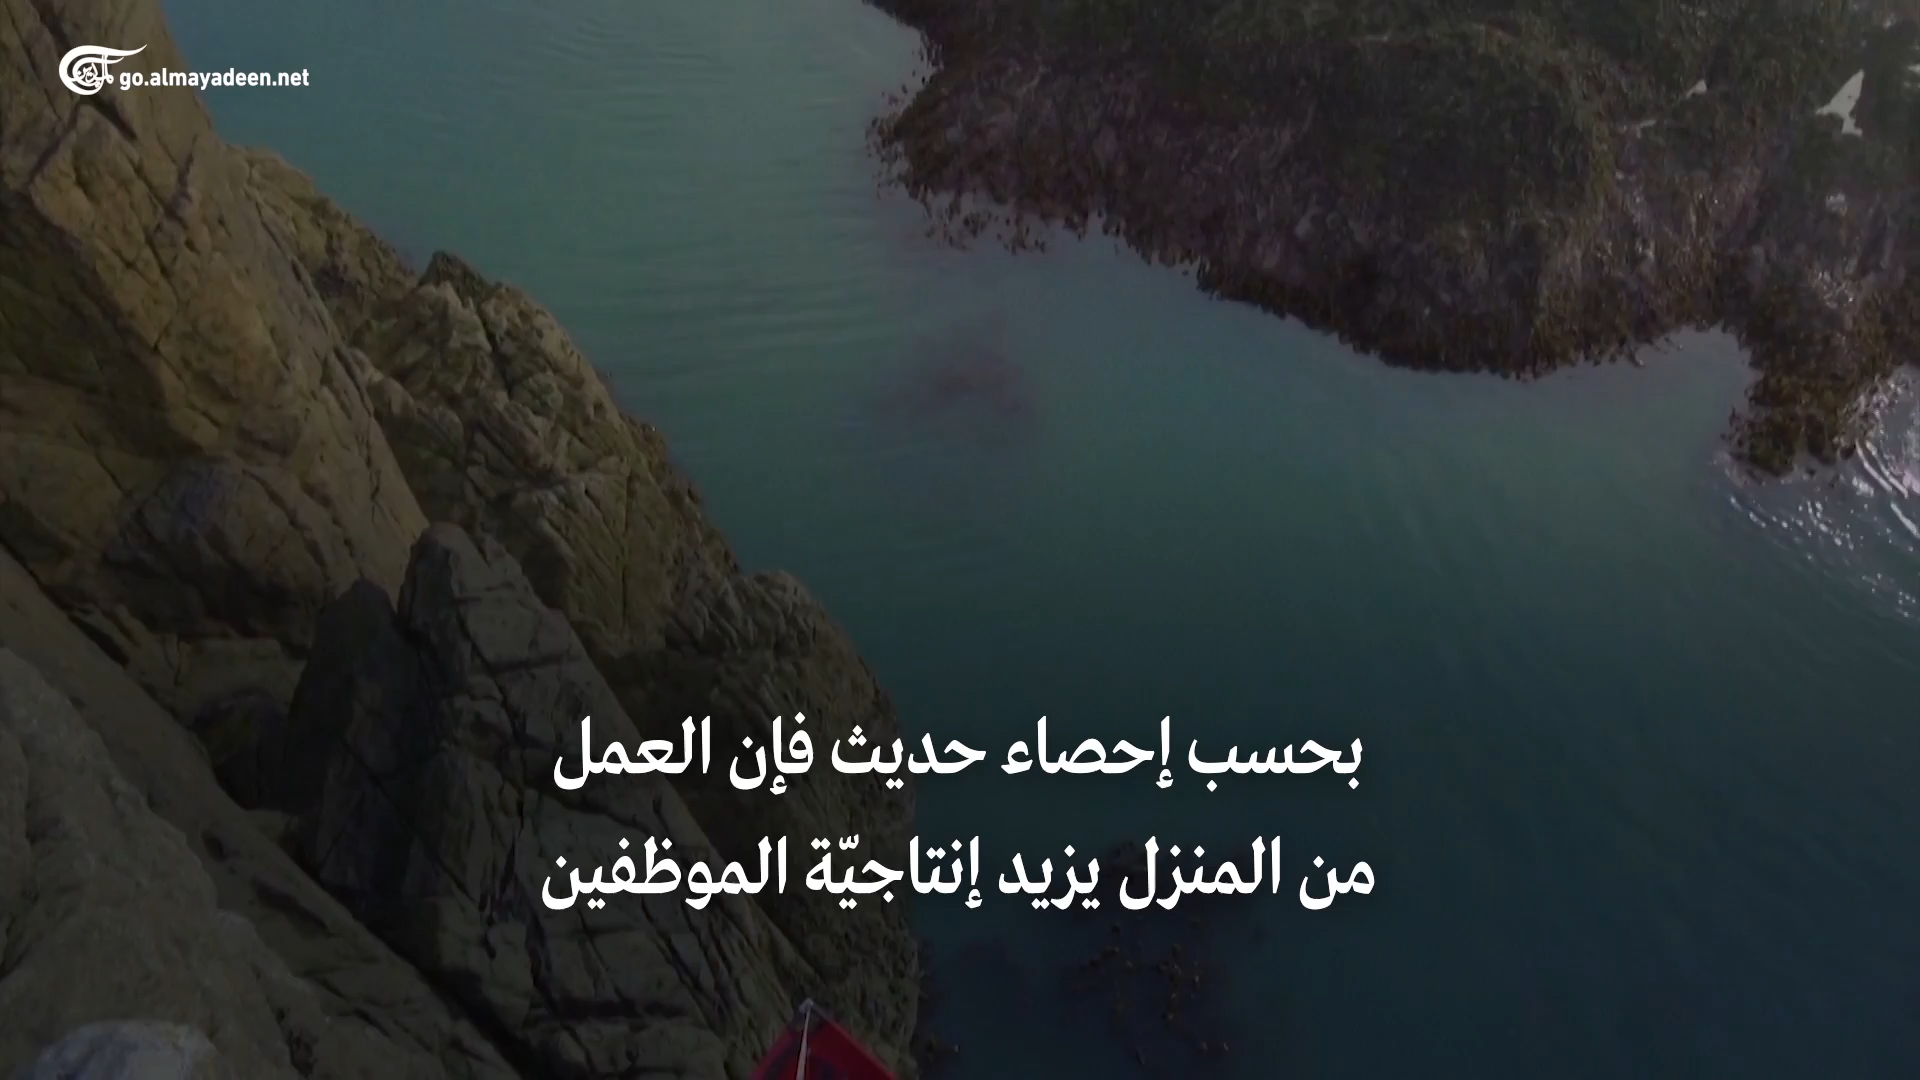 go.almayadeen.net
بحسب إحصاء حديث فإن العمل
من المنزل يزيد إنتاجيّة الموظفين